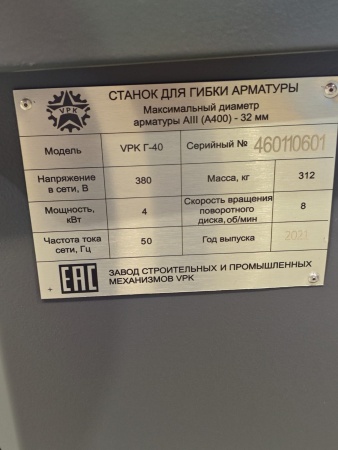 VPK
СТАНОК ДЛЯ ГИБКИ АРМАТУРЫ
Максимальный диаметр
арматуры АIII (А400) - 32 мм
Модель VPK Г-40 Серийный № 460110601
Напряжение
в сети, В 380 Масса, кг 312
Мощность,
кВт 4 Скорость вращения
поворотного
диска, об/мин 8
Частота тока
сети, Гц 50 Год выпуска 2021
EAC ЗАВОД СТРОИТЕЛЬНЫХ И ПРОМЫШЛЕННЫХ
МЕХАНИЗМОВ VPK